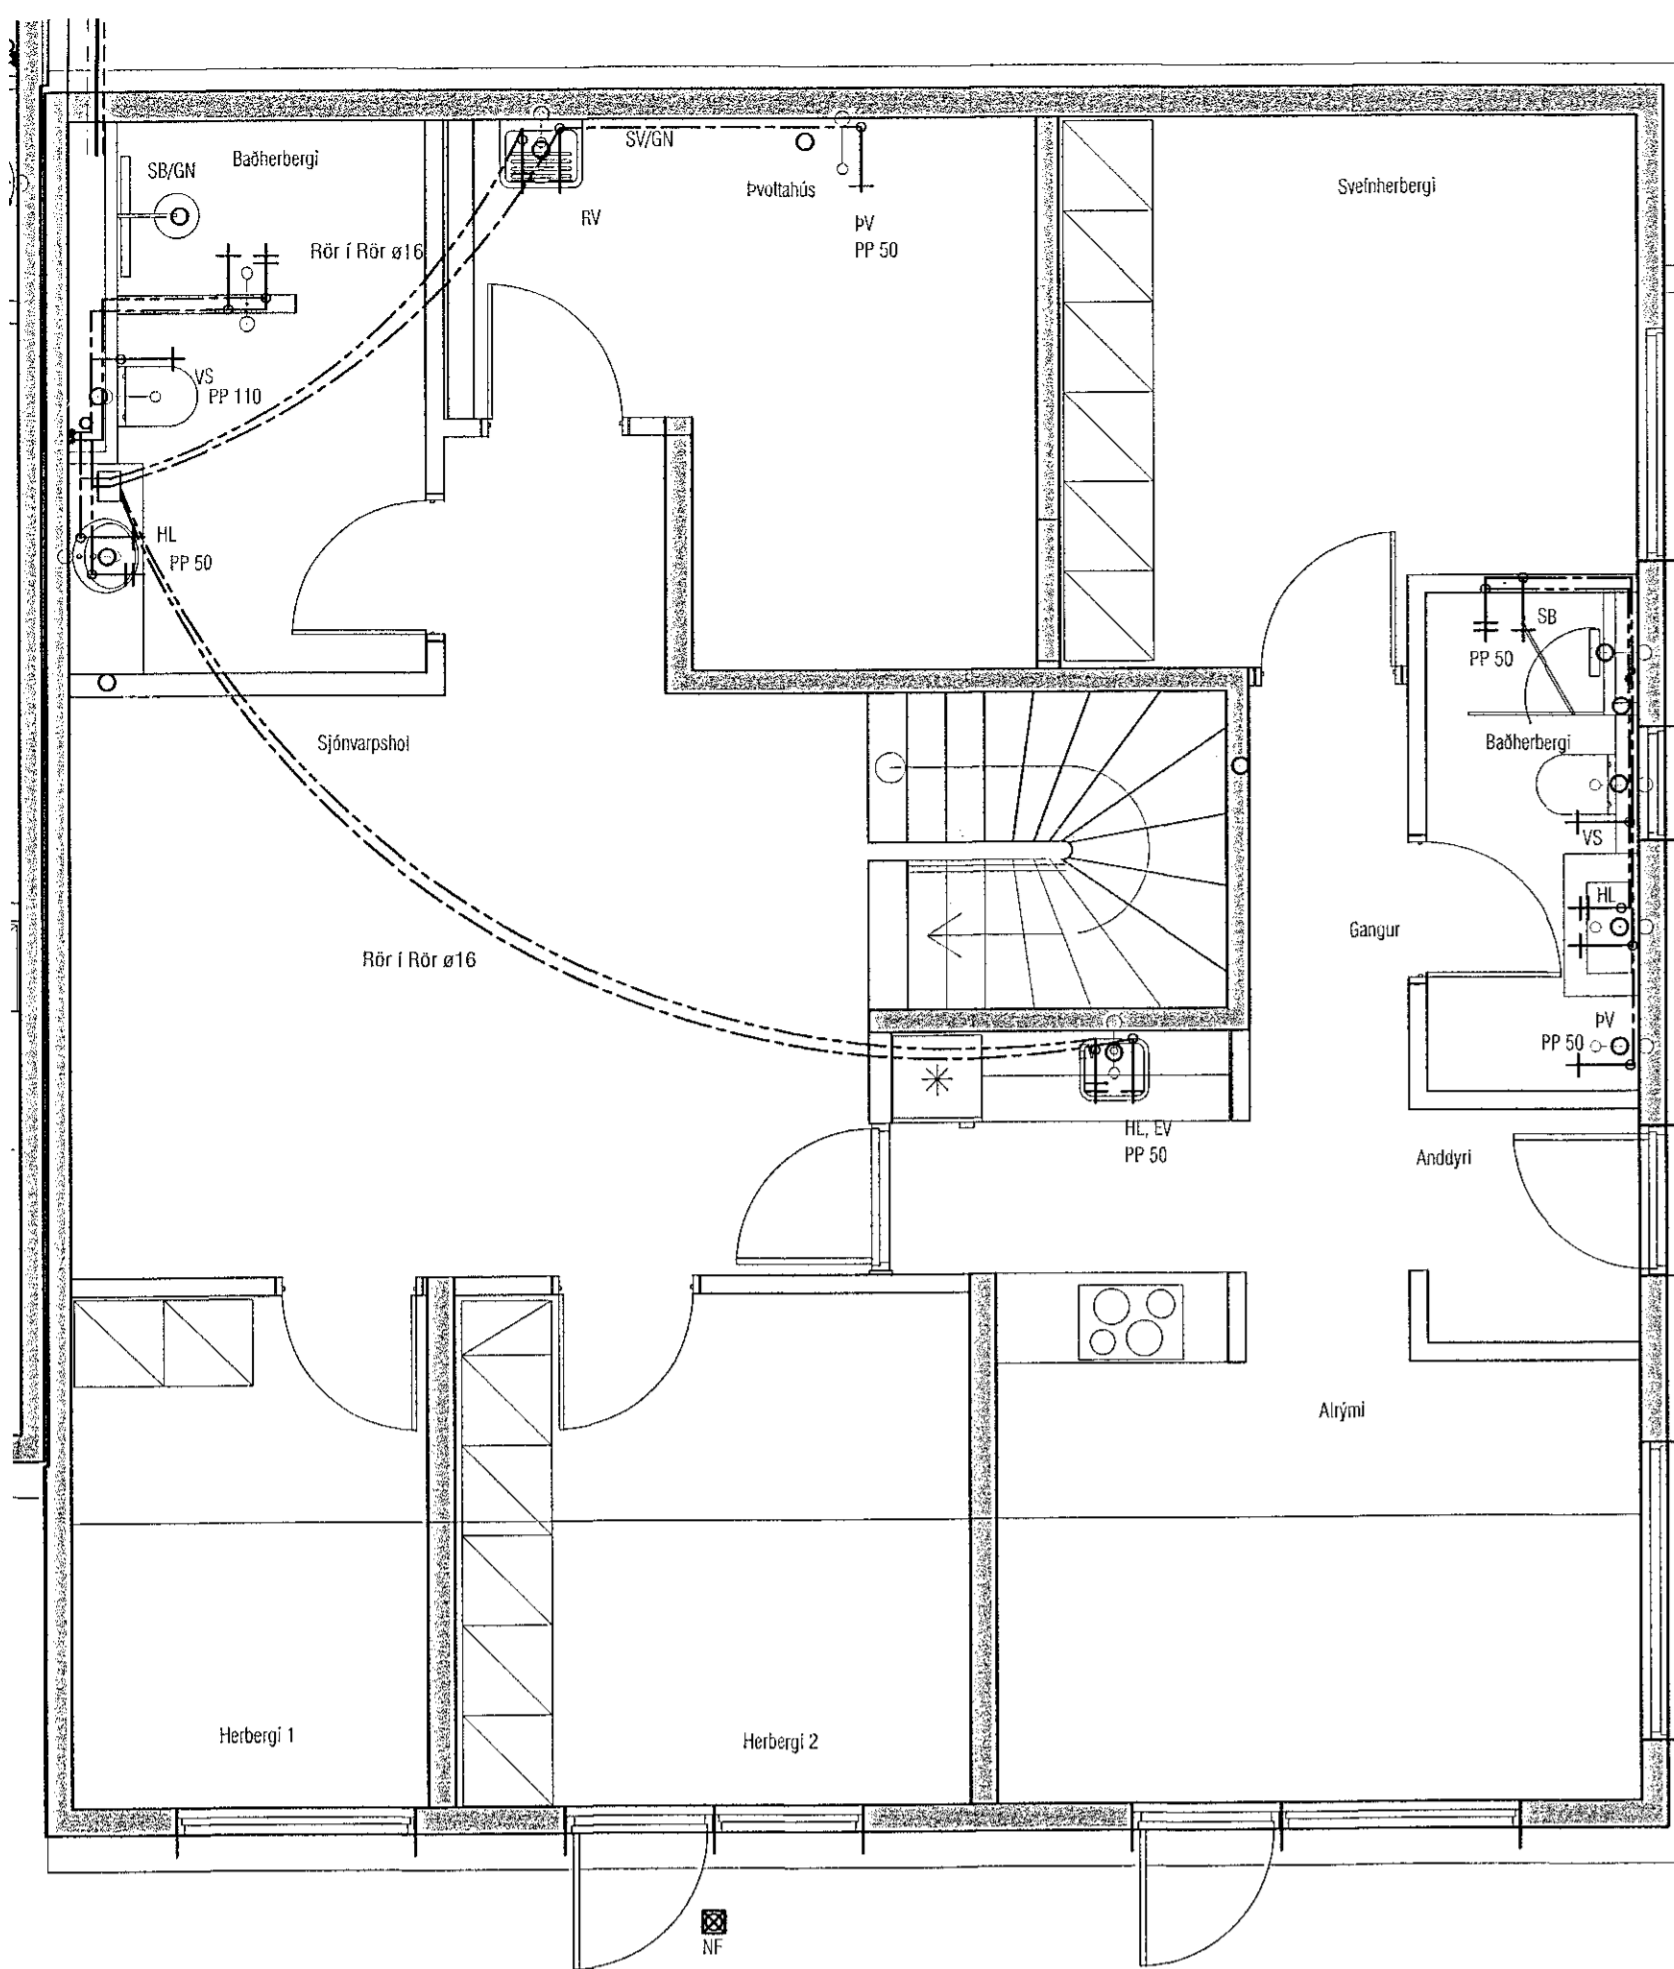 SB/GN
Baðherbergi
SV/GN
Þvottahús
Svefnherbergi
RV
ÞV
PP 50
Rör í Rör ø16
VS
PP 110
HL
PP 50
SB
PP 50
Sjónvarpshol
Baðherbergi
VS
HL
Gangur
Rör í Rör ø16
ÞV
PP 50
HL, EV
PP 50
Anddyri
Alrými
Herbergi 1
Herbergi 2
NF